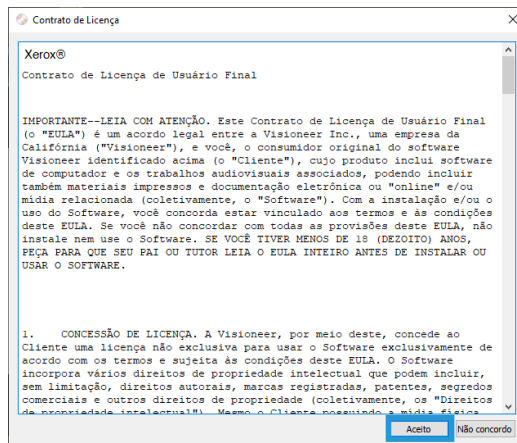 Contrato de Licença
Xerox®
Contrato de Licença de Usuário Final
IMPORTANTE--LEIA COM ATENÇÃO. Este Contrato de Licença de Usuário Final
(o "EULA") é um acordo legal entre a Visioneer Inc., uma empresa da
Califórnia ("Visioneer"), e você, o consumidor original do software
Visioneer identificado acima (o "Cliente"), cujo produto inclui software
de computador e os trabalhos audiovisuais associados, podendo incluir
também materiais impressos e documentação eletrônica ou "online" e/ou
mídia relacionada (coletivamente, o "Software"). Com a instalação e/ou o
uso do Software, você concorda estar vinculado aos termos e às condições
deste EULA. Se você não concordar com todas as provisões deste EULA, não
instale nem use o Software. SE VOCÊ TIVER MENOS DE 18 (DEZOITO) ANOS,
PEÇA PARA QUE SEU PAI OU TUTOR LEIA O EULA INTEIRO ANTES DE INSTALAR OU
USAR O SOFTWARE.
1. CONCESSÃO DE LICENÇA. A Visioneer, por meio deste, concede ao
Cliente uma licença não exclusiva para usar o Software exclusivamente de
acordo com os termos e sujeita às condições deste EULA. O Software
incorpora vários direitos de propriedade intelectual que podem incluir,
sem limitação, direitos autorais, marcas registradas, patentes, segredos
comerciais e outros direitos de propriedade (coletivamente, os "Direitos
de propriedade intelectual"). Mesmo o Cliente possuindo a mídia física
Aceito
Não concordo